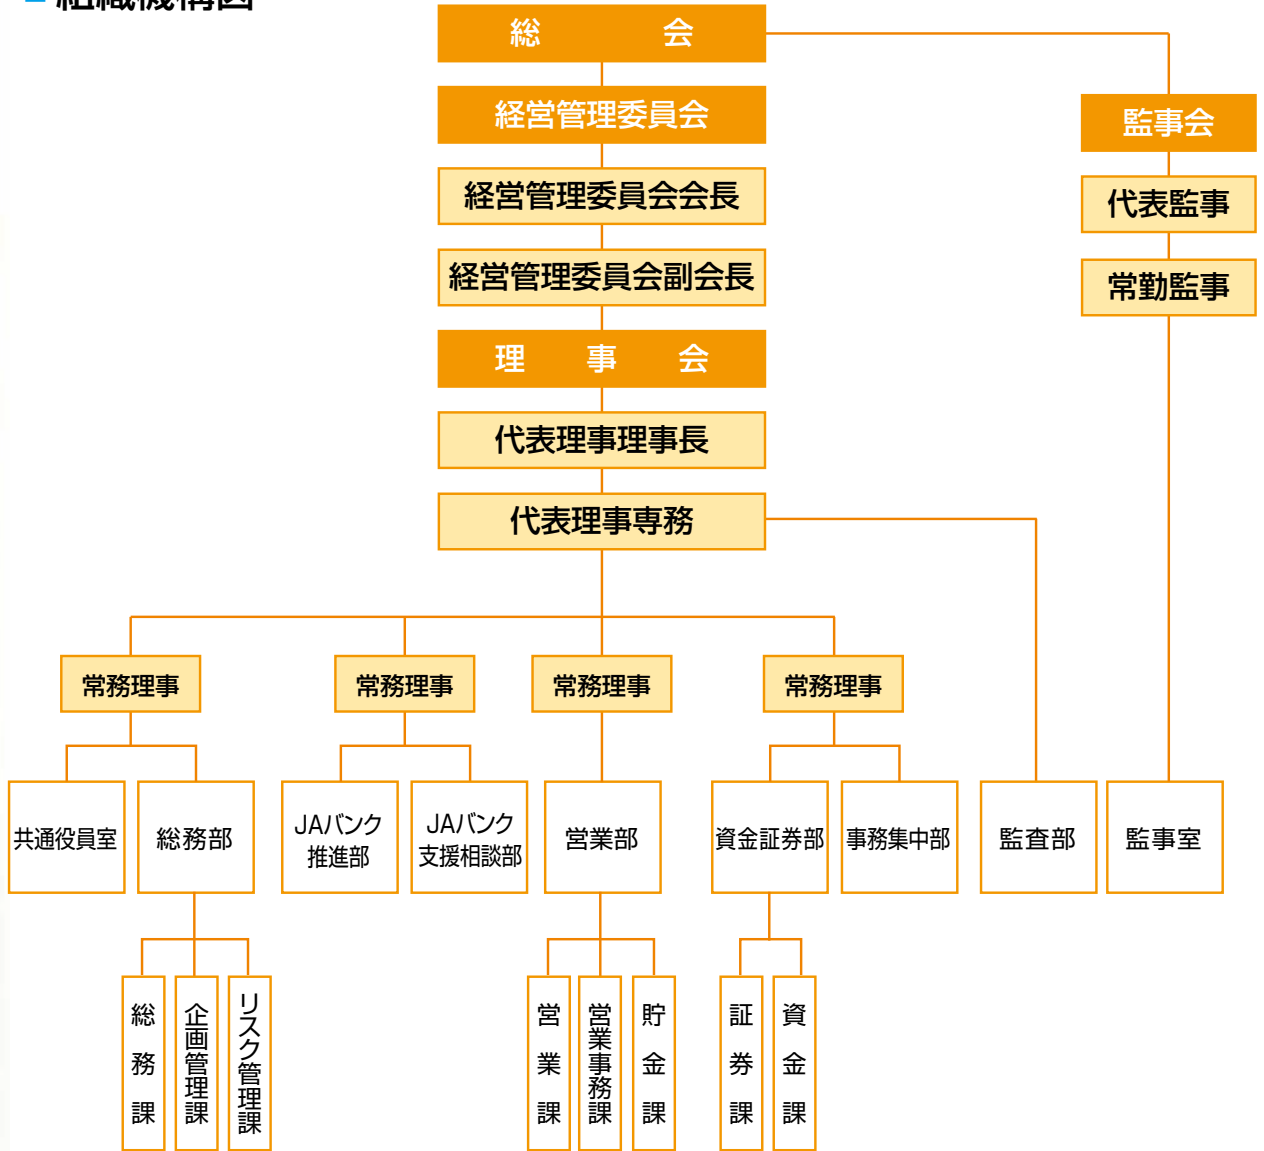 組織機構図
総会
経営管理委員会
監事会
経営管理委員会会長
代表監事
経営管理委員会副会長
常勤監事
理事会
代表理事理事長
代表理事専務
常務理事
常務理事
常務理事
常務理事
共通役員室
総務部
JAバンク
推進部
JAバンク
支援相談部
営業部
資金証券部
事務集中部
監査部
監事室
総務課
企画管理課
リスク管理課
営業課
営業事務課
貯金課
証券課
資金課